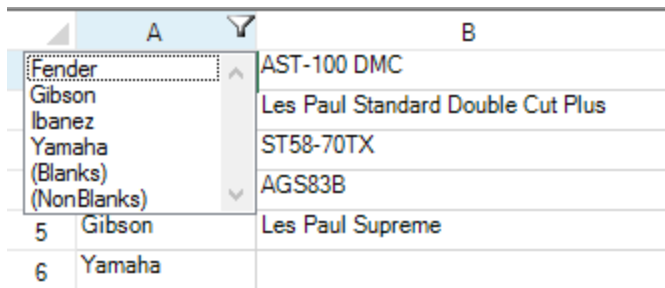 A B
Fender AST-100 DMC
Gibson Les Paul Standard Double Cut Plus
Ibanez
Yamaha ST58-70TX
(Blanks) AGS83B
(NonBlanks)
5 Gibson Les Paul Supreme
6 Yamaha